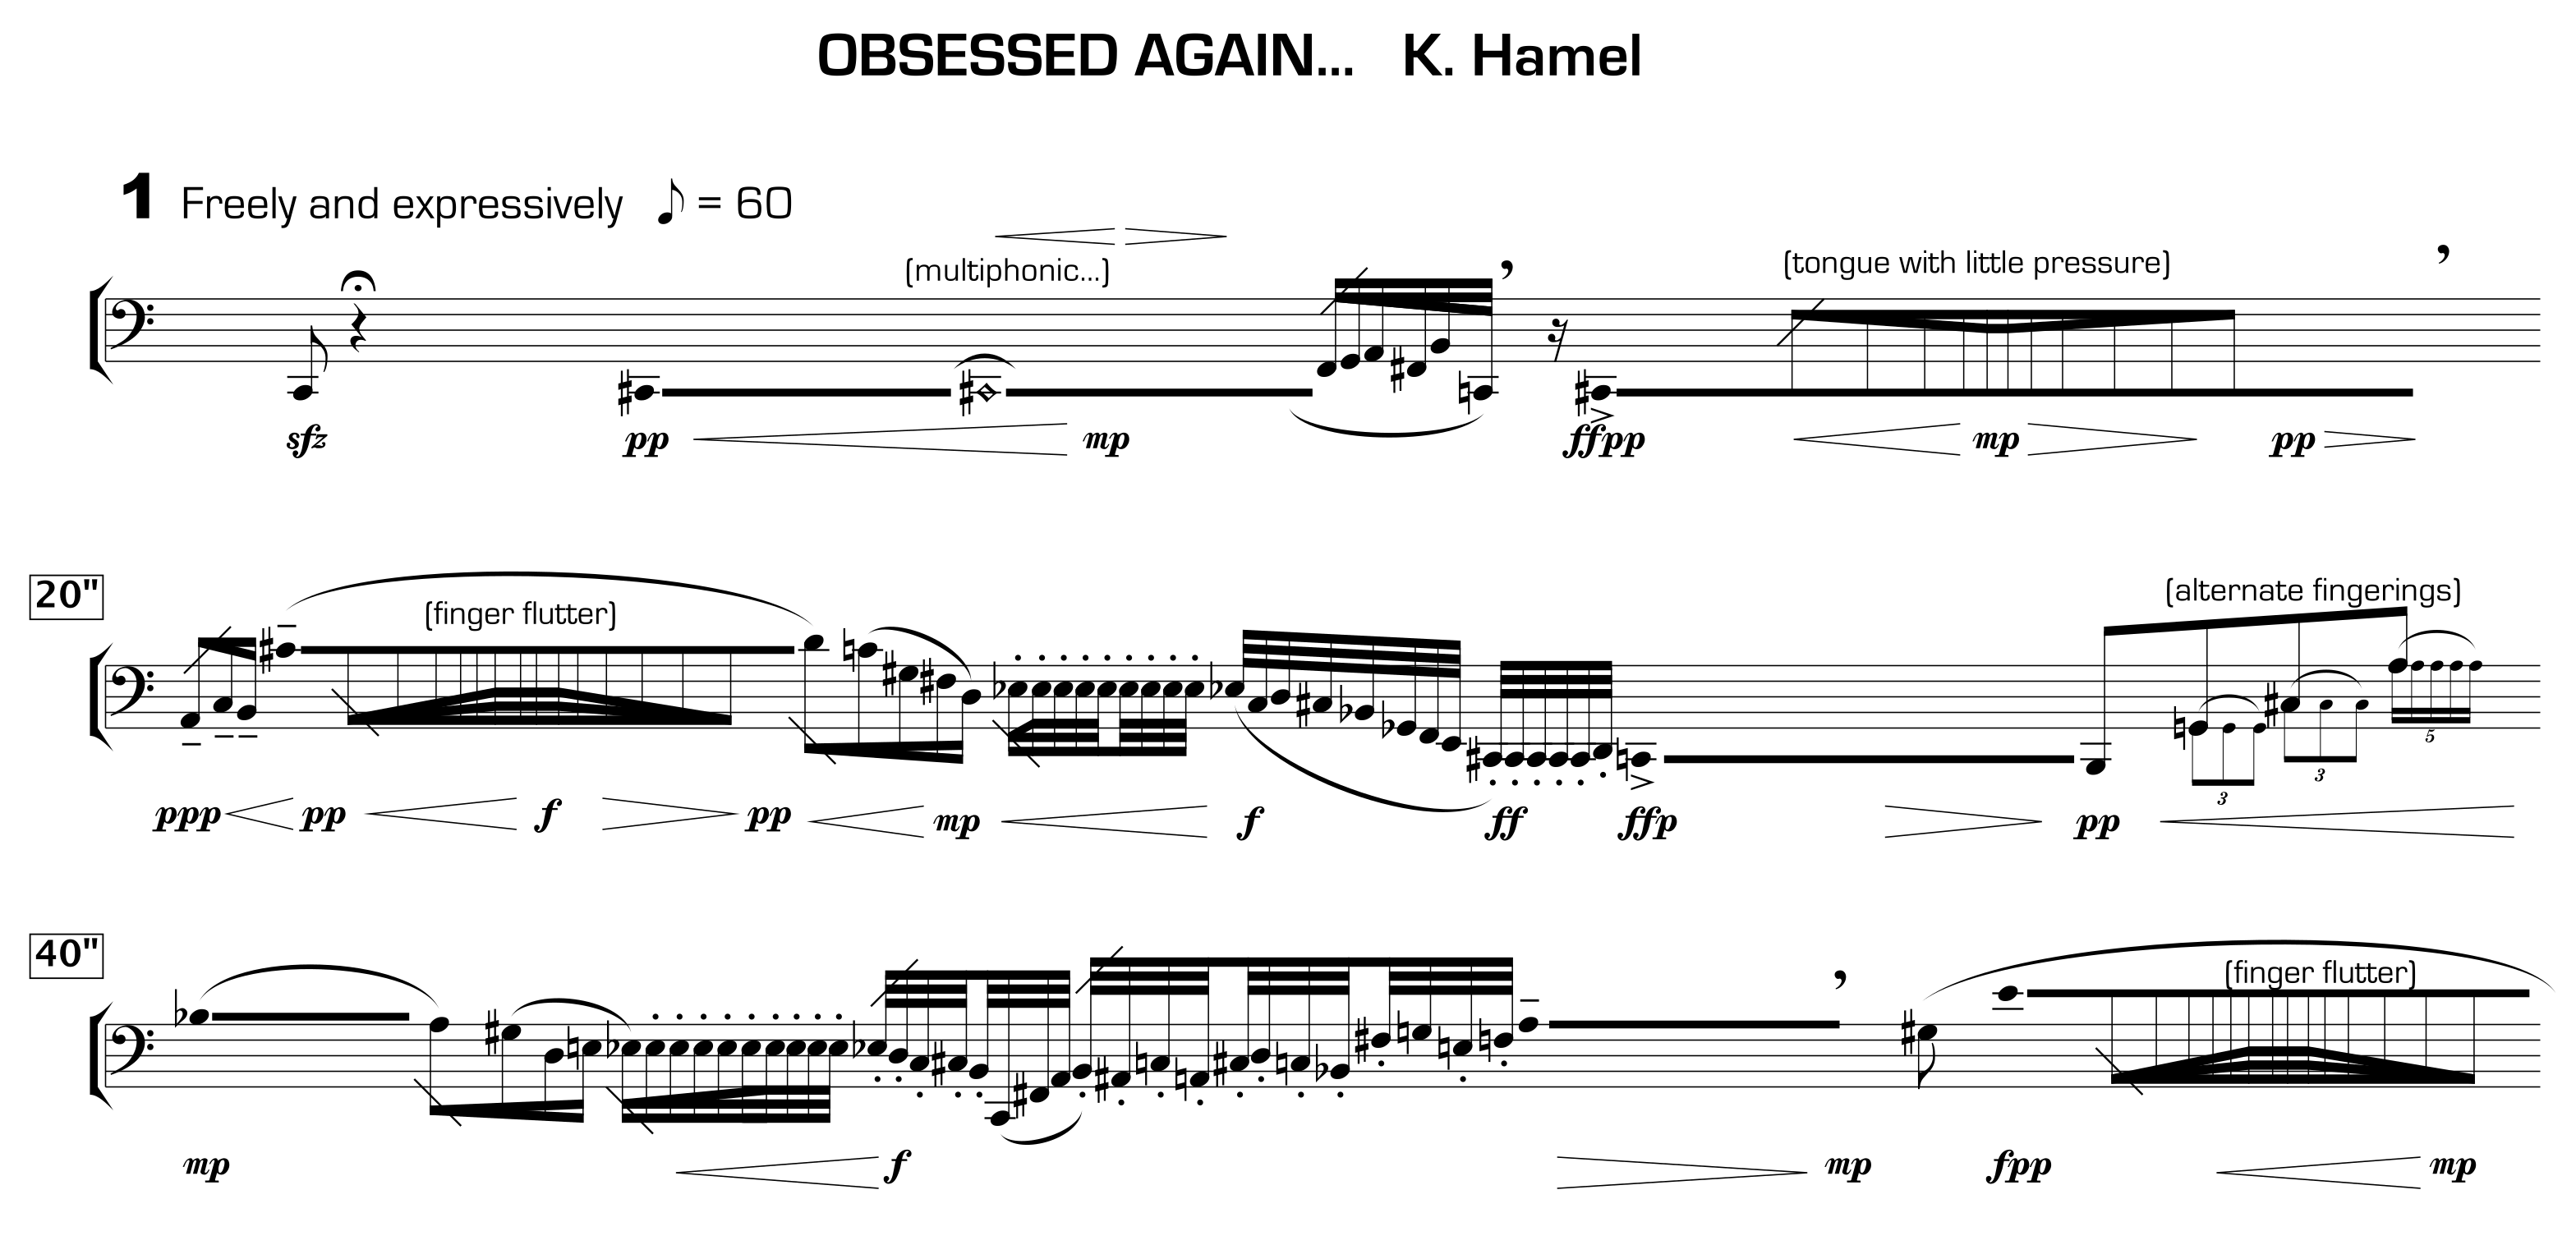 OBSESSED AGAIN... K. Hamel
1 Freely and expressively ♪ = 60
(multiphonic...)
(tongue with little pressure)
sfz pp mp ffpp mp pp
20"
(finger flutter)
(alternate fingerings)
3 3 5
ppp pp f pp mp f ff ffp pp
40"
(finger flutter)
mp f mp fpp mp